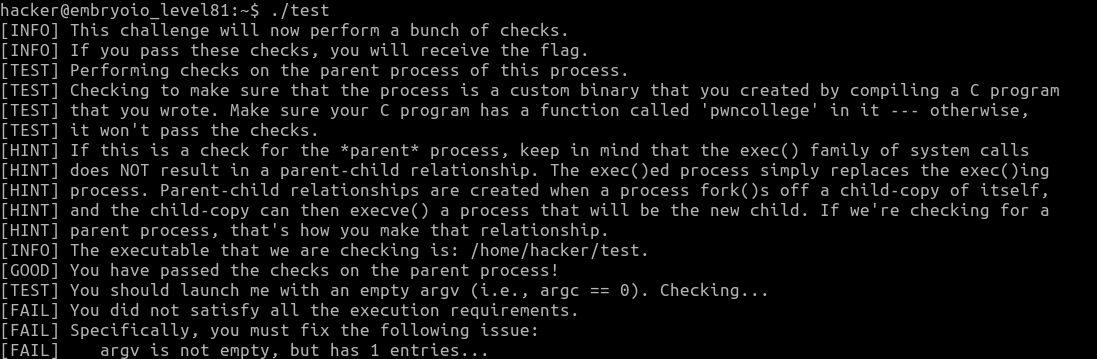 hacker@embryoio_level81:~$ ./test
[INFO] This challenge will now perform a bunch of checks.
[INFO] If you pass these checks, you will receive the flag.
[TEST] Performing checks on the parent process of this process.
[TEST] Checking to make sure that the process is a custom binary that you created by compiling a C program
[TEST] that you wrote. Make sure your C program has a function called 'pwncollege' in it --- otherwise,
[TEST] it won't pass the checks.
[HINT] If this is a check for the *parent* process, keep in mind that the exec() family of system calls
[HINT] does NOT result in a parent-child relationship. The exec()ed process simply replaces the exec()ing
[HINT] process. Parent-child relationships are created when a process fork()s off a child-copy of itself,
[HINT] and the child-copy can then execve() a process that will be the new child. If we're checking for a
[HINT] parent process, that's how you make that relationship.
[INFO] The executable that we are checking is: /home/hacker/test.
[GOOD] You have passed the checks on the parent process!
[TEST] You should launch me with an empty argv (i.e., argc == 0). Checking...
[FAIL] You did not satisfy all the execution requirements.
[FAIL] Specifically, you must fix the following issue:
[FAIL]    argv is not empty, but has 1 entries...